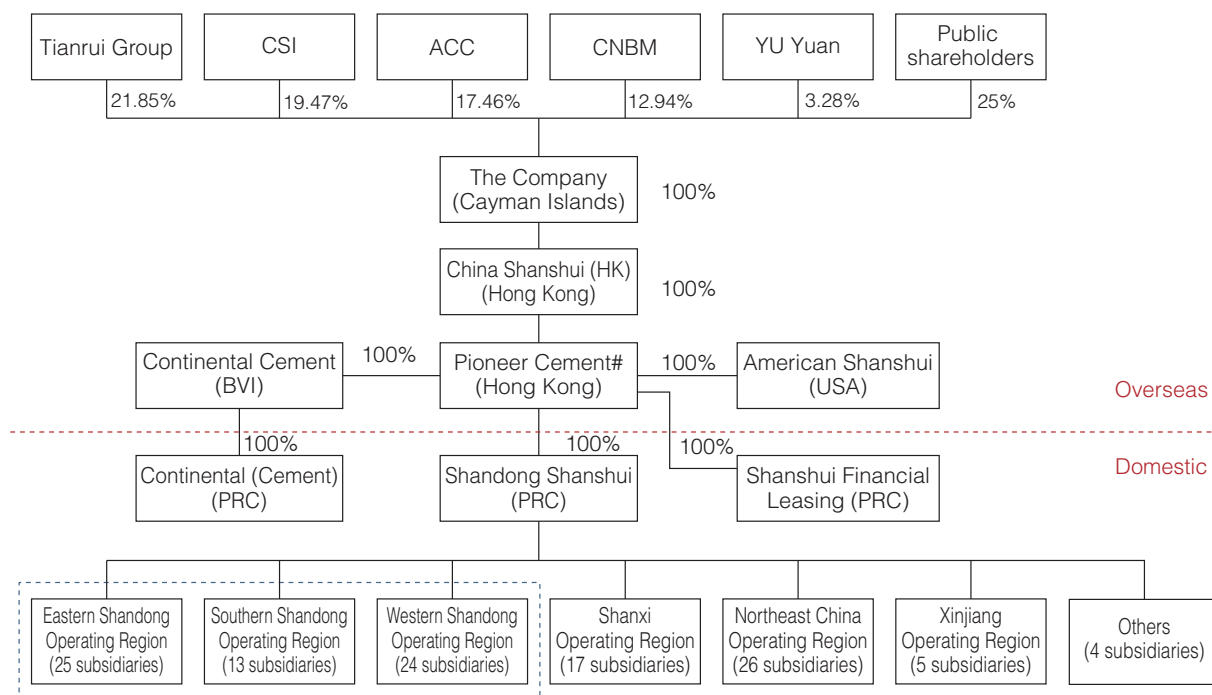 Tianrui Group
CSI
ACC
CNBM
YU Yuan
Public
shareholders
21.85%
19.47%
17.46%
12.94%
3.28%
25%
The Company
(Cayman Islands)
100%
China Shanshui (HK)
(Hong Kong)
100%
Continental Cement
(BVI)
100%
Pioneer Cement#
(Hong Kong)
100%
American Shanshui
(USA)
Overseas
100%
100%
100%
Domestic
Continental (Cement)
(PRC)
Shandong Shanshui
(PRC)
Shanshui Financial
Leasing (PRC)
Eastern Shandong
Operating Region
(25 subsidiaries)
Southern Shandong
Operating Region
(13 subsidiaries)
Western Shandong
Operating Region
(24 subsidiaries)
Shanxi
Operating Region
(17 subsidiaries)
Northeast China
Operating Region
(26 subsidiaries)
Xinjiang
Operating Region
(5 subsidiaries)
Others
(4 subsidiaries)